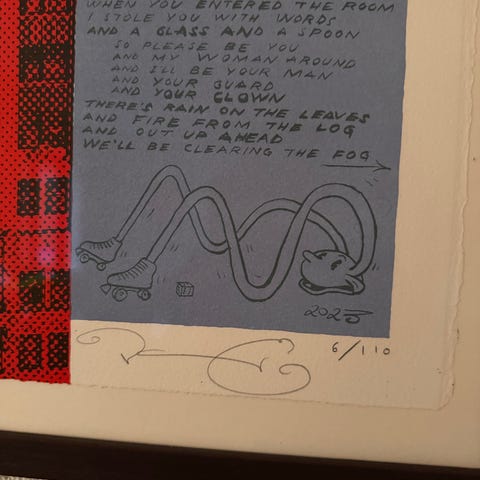 WHEN YOU ENTERED THE ROOM
I STOLE YOU WITH WORDS
AND A GLASS AND A SPOON
SO PLEASE BE YOU
AND MY WOMAN AROUND
AND I'LL BE YOUR MAN
AND YOUR GUARD
AND YOUR CLOWN
THERE'S RAIN ON THE LEAVES
AND FIRE FROM THE LOG
AND OUT UP AHEAD
WE'LL BE CLEARING THE FOG
2023
6/110